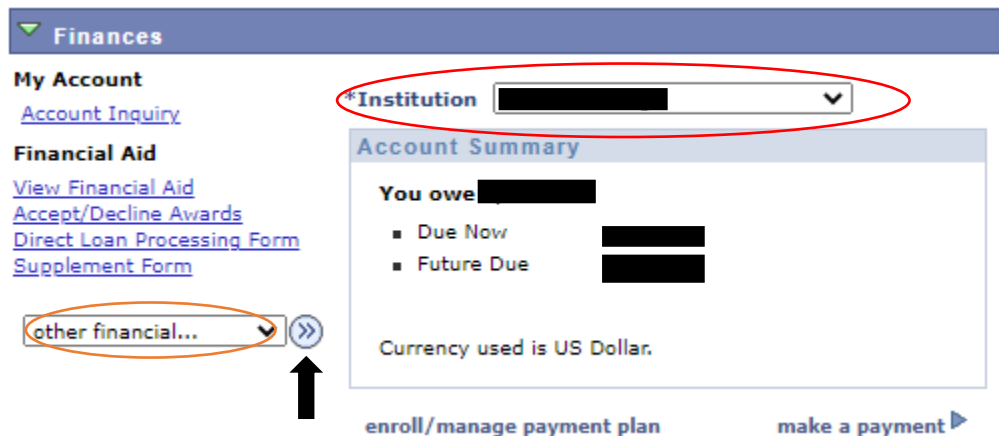 Finances
My Account
Account Inquiry
Financial Aid
View Financial Aid
Accept/Decline Awards
Direct Loan Processing Form
Supplement Form
other financial...
*Institution
Account Summary
You owe
Due Now
Future Due
Currency used is US Dollar.
enroll/manage payment plan
make a payment